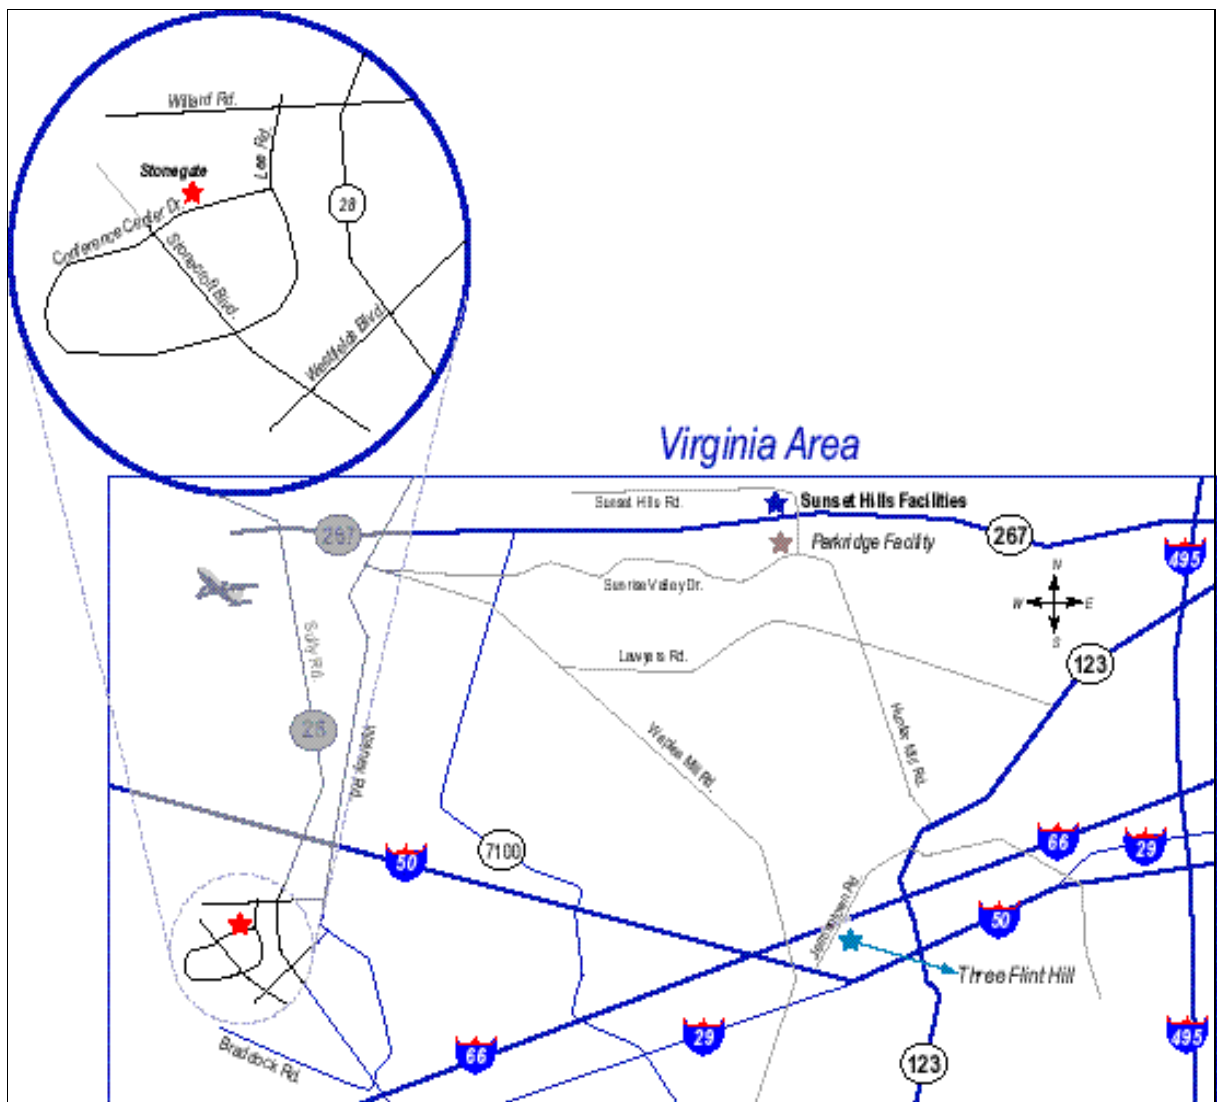 Willard Rd.
Lee Rd.
Stonegate
28
Conference Center Dr.
Stonecroft Blvd.
Westfields Blvd.
Virginia Area
Sunset Hills Rd.
Sunset Hills Facilities
267
267
Parkridge Facility
495
Sunrise Valley Dr.
N
W E
S
Sully Rd.
Lawyers Rd.
123
28
Waples Mill Rd.
Hunter Mill Rd.
50
7100
66
29
Jermantown Rd
50
Three Flint Hill
Braddock Rd.
66
29
123
495